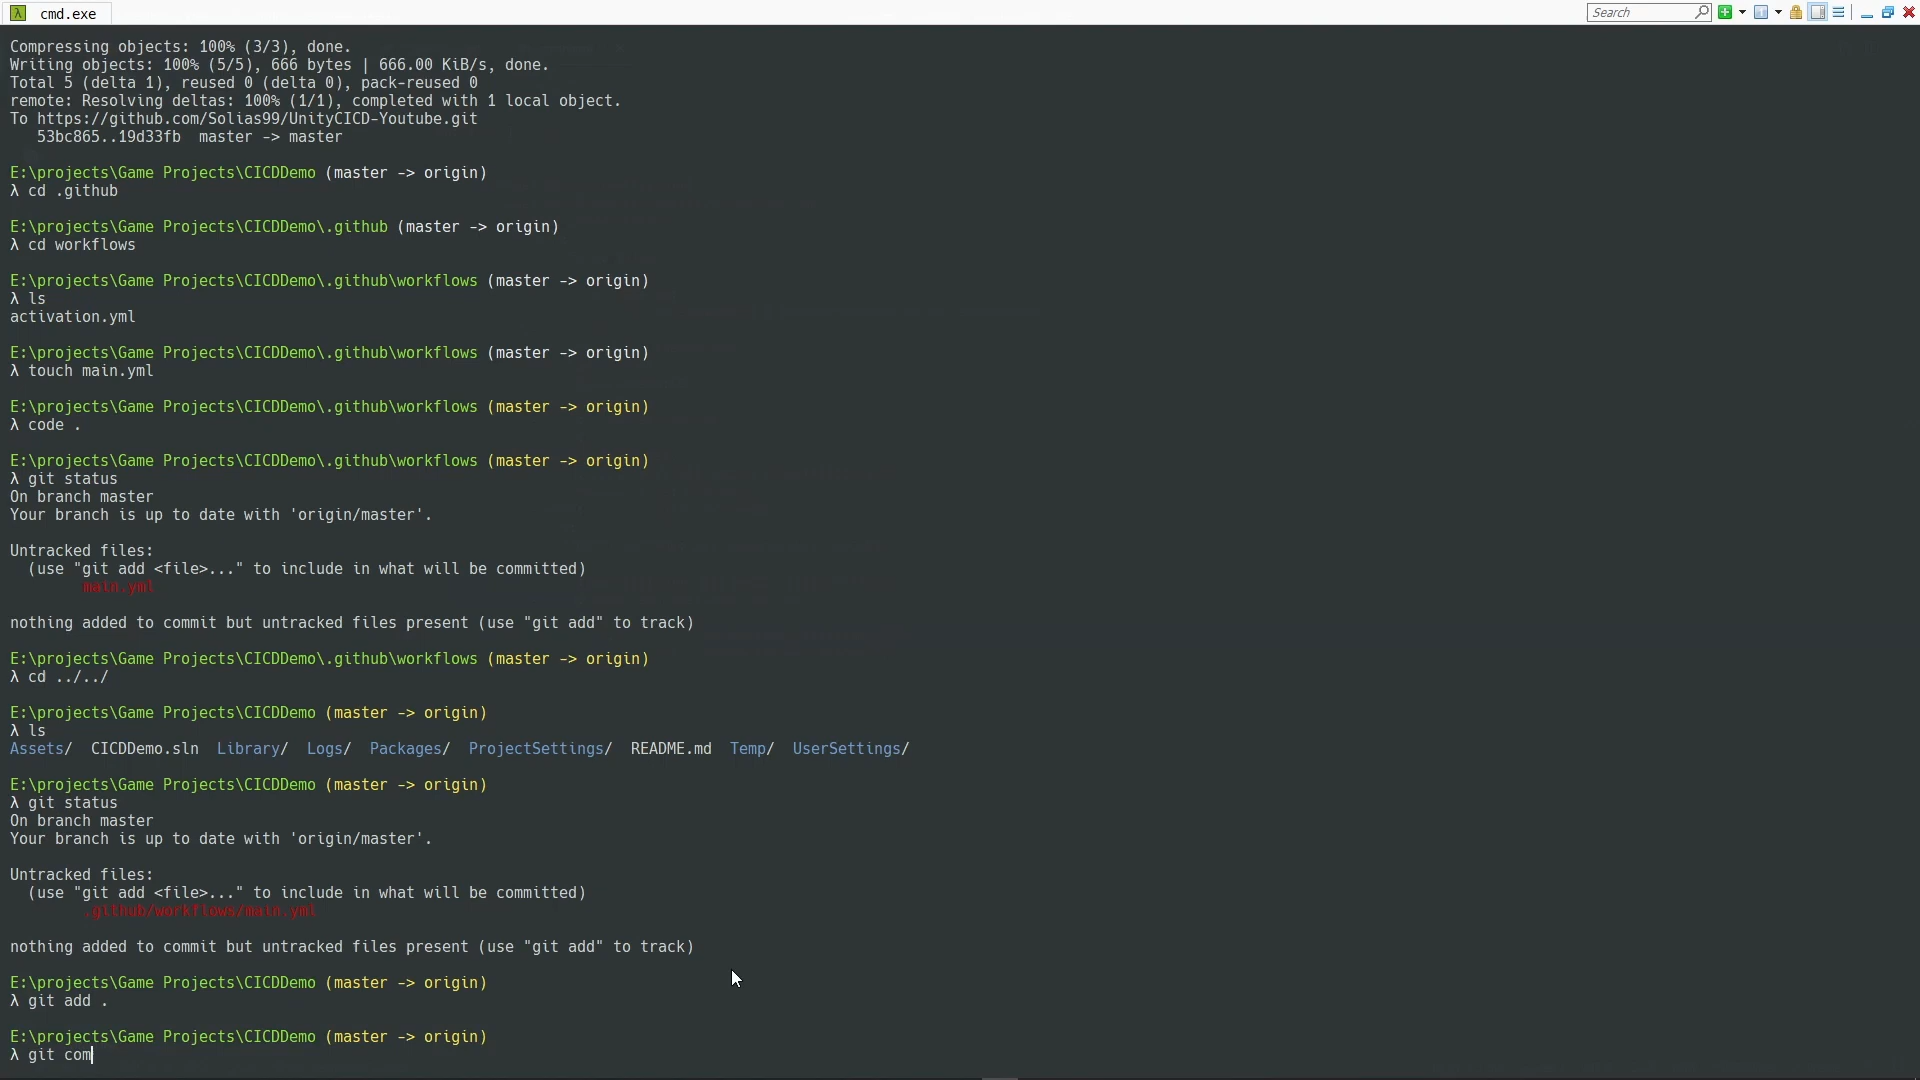 cmd.exe
Search
Compressing objects: 100% (3/3), done.
Writing objects: 100% (5/5), 666 bytes | 666.00 KiB/s, done.
Total 5 (delta 1), reused 0 (delta 0), pack-reused 0
remote: Resolving deltas: 100% (1/1), completed with 1 local object.
To https://github.com/Solias99/UnityCICD-Youtube.git
   53bc865..19d33fb  master -> master
E:\projects\Game Projects\CICDDemo (master -> origin)
λ cd .github
E:\projects\Game Projects\CICDDemo\.github (master -> origin)
λ cd workflows
E:\projects\Game Projects\CICDDemo\.github\workflows (master -> origin)
λ ls
activation.yml
E:\projects\Game Projects\CICDDemo\.github\workflows (master -> origin)
λ touch main.yml
E:\projects\Game Projects\CICDDemo\.github\workflows (master -> origin)
λ code .
E:\projects\Game Projects\CICDDemo\.github\workflows (master -> origin)
λ git status
On branch master
Your branch is up to date with 'origin/master'.
Untracked files:
  (use "git add <file>..." to include in what will be committed)
        main.yml
nothing added to commit but untracked files present (use "git add" to track)
E:\projects\Game Projects\CICDDemo\.github\workflows (master -> origin)
λ cd ../../
E:\projects\Game Projects\CICDDemo (master -> origin)
λ ls
Assets/  CICDDemo.sln  Library/  Logs/  Packages/  ProjectSettings/  README.md  Temp/  UserSettings/
E:\projects\Game Projects\CICDDemo (master -> origin)
λ git status
On branch master
Your branch is up to date with 'origin/master'.
Untracked files:
  (use "git add <file>..." to include in what will be committed)
        .github/workflows/main.yml
nothing added to commit but untracked files present (use "git add" to track)
E:\projects\Game Projects\CICDDemo (master -> origin)
λ git add .
E:\projects\Game Projects\CICDDemo (master -> origin)
λ git com